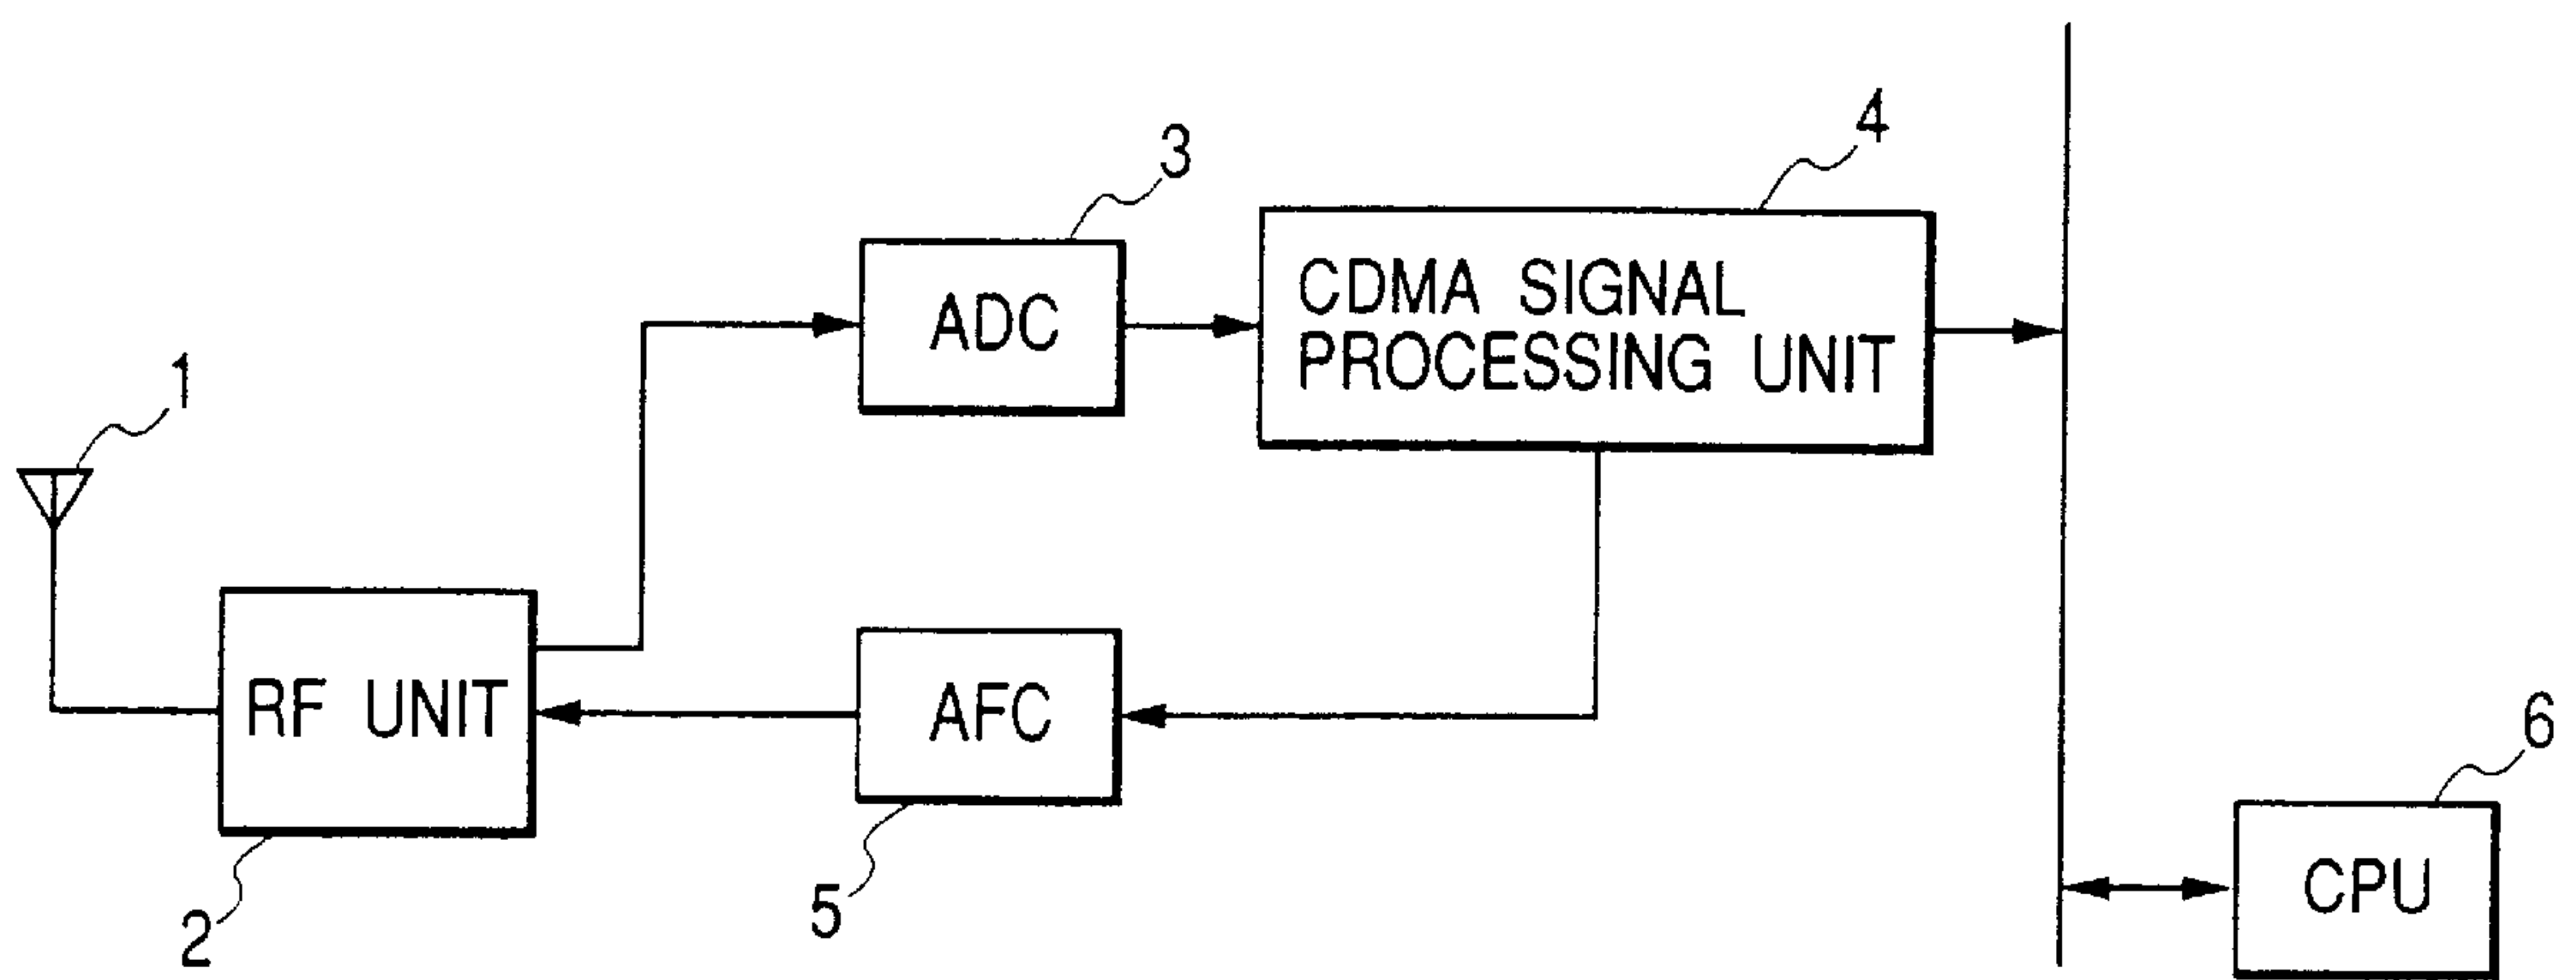 4
3
CDMA SIGNAL
PROCESSING UNIT
ADC
1
RF UNIT
AFC
6
5
2
CPU